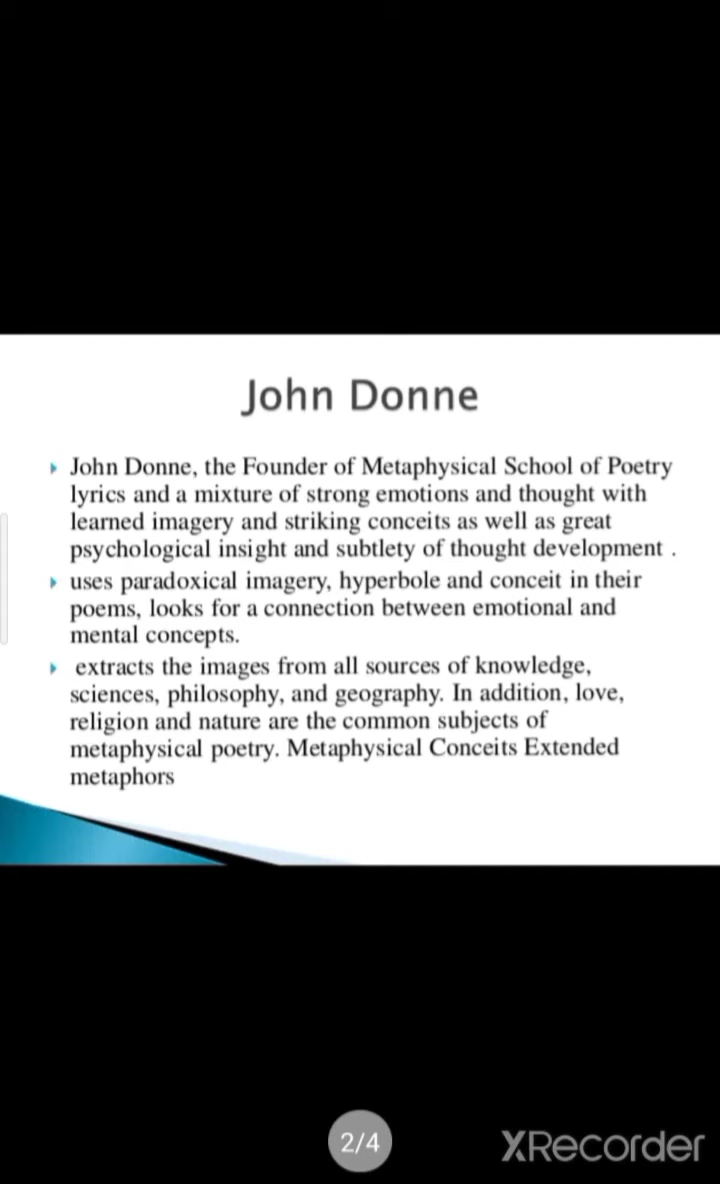 John Donne
John Donne, the Founder of Metaphysical School of Poetry
lyrics and a mixture of strong emotions and thought with
learned imagery and striking conceits as well as great
psychological insight and subtlety of thought development .
uses paradoxical imagery, hyperbole and conceit in their
poems, looks for a connection between emotional and
mental concepts.
extracts the images from all sources of knowledge,
sciences, philosophy, and geography. In addition, love,
religion and nature are the common subjects of
metaphysical poetry. Metaphysical Conceits Extended
metaphors
2/4
XRecorder